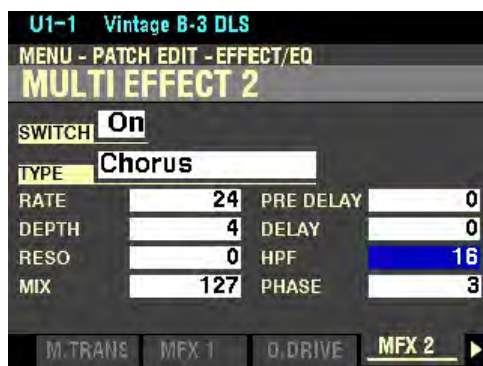 U1-1 Vintage B-3 DLS
MENU - PATCH EDIT - EFFECT/EQ
MULTI EFFECT 2
SWITCH On
TYPE Chorus
RATE 24 PRE DELAY 0
DEPTH 4 DELAY 0
RESO 0 HPF 16
MIX 127 PHASE 3
M.TRANS MFX 1 O.DRIVE MFX 2